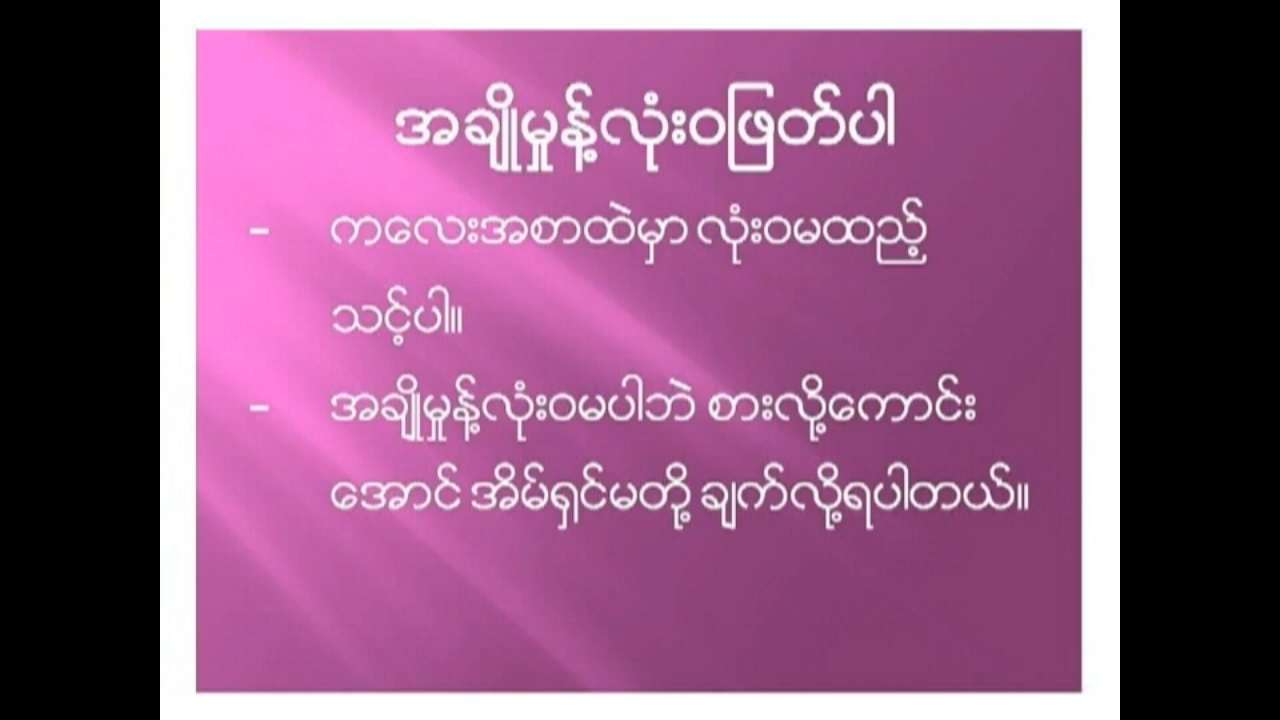 အချိုမှုန့်လုံးဝဖြတ်ပါ
- ကလေးအစာထဲမှာ လုံးဝမထည့်
သင့်ပါ။
- အချိုမှုန့်လုံးဝမပါဘဲ စားလို့ကောင်း
အောင် အိမ်ရှင်မတို့ ချက်လို့ရပါတယ်။